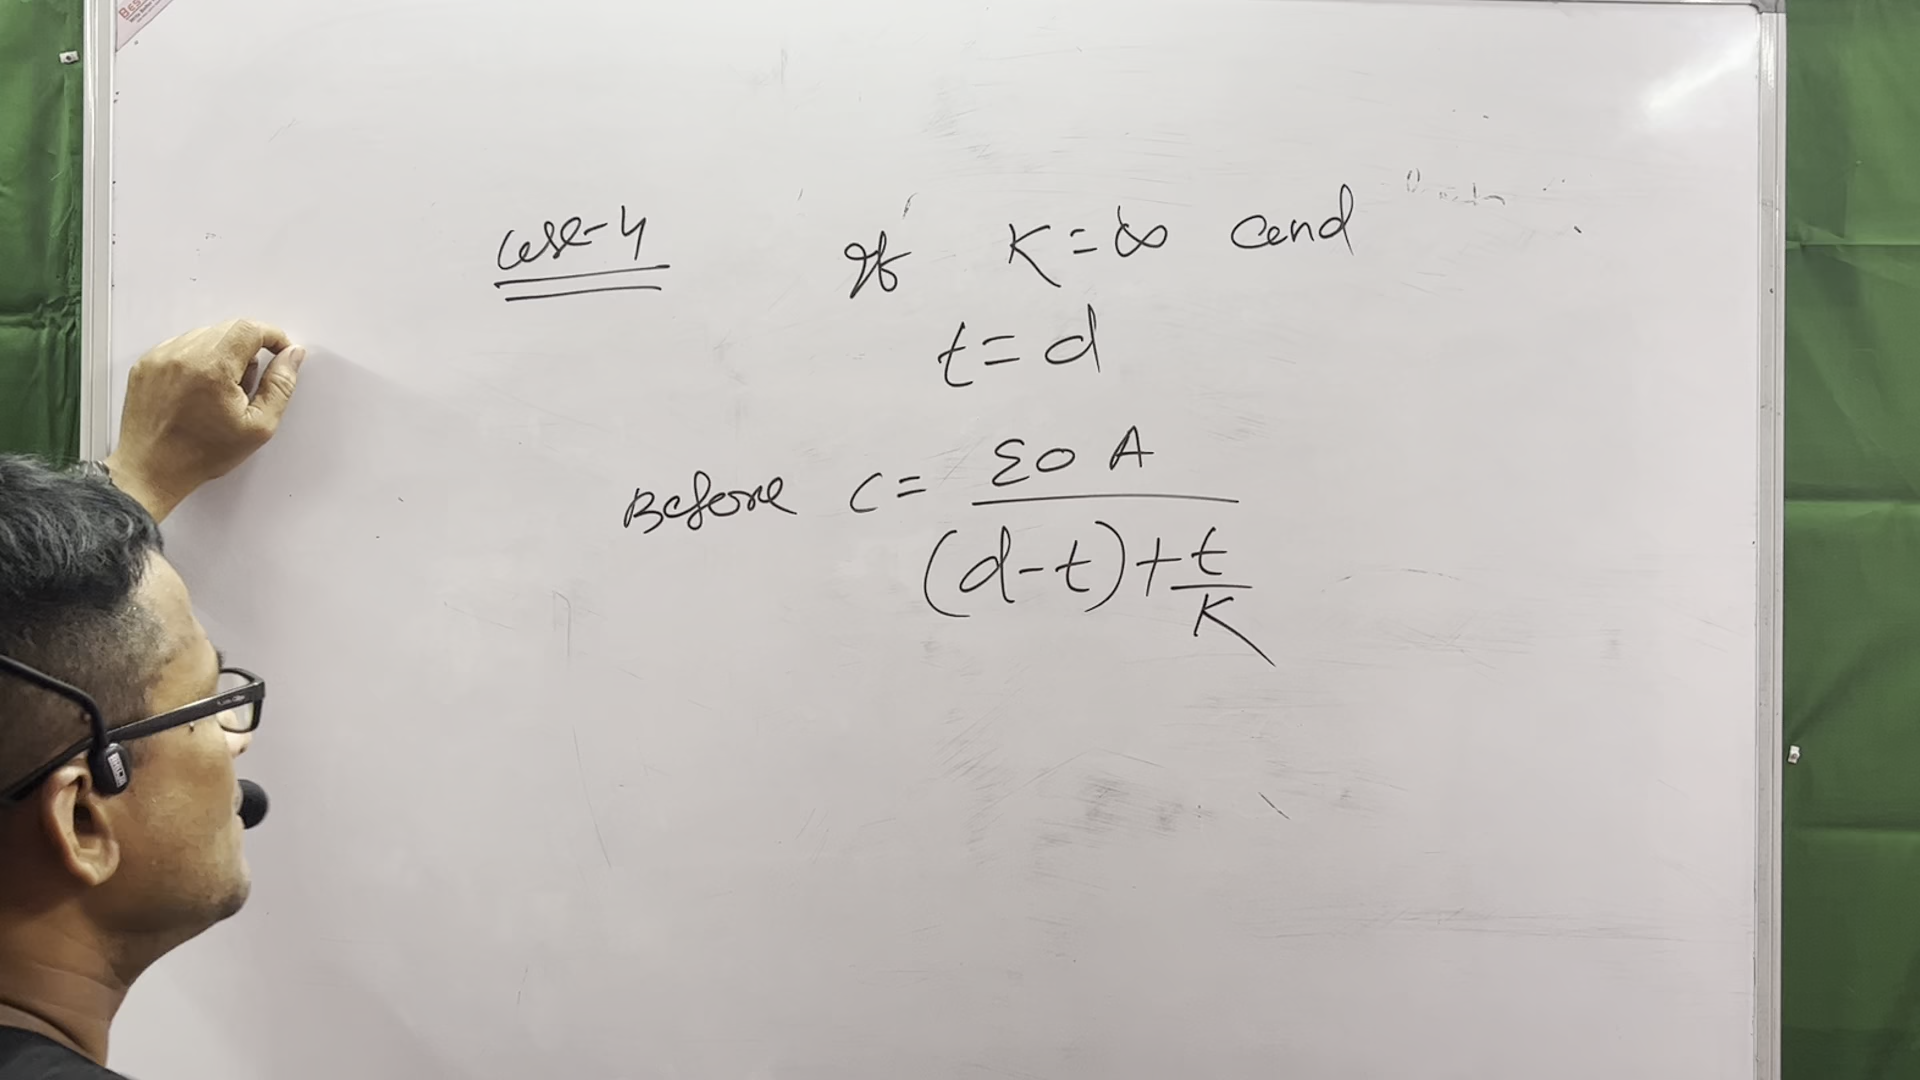 case-4 If K = ∞ and
t = d
Before C = ε0 A / (d-t) + t/K